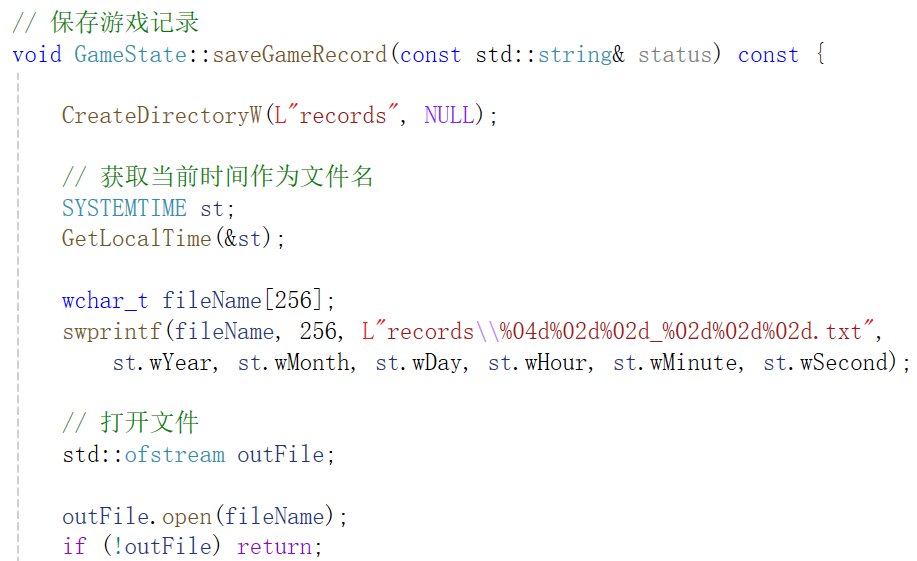 // 保存游戏记录
void GameState::saveGameRecord(const std::string& status) const {
CreateDirectoryW(L"records", NULL);
// 获取当前时间作为文件名
SYSTEMTIME st;
GetLocalTime(&st);
wchar_t fileName[256];
swprintf(fileName, 256, L"records\\%04d%02d%02d_%02d%02d%02d.txt",
st.wYear, st.wMonth, st.wDay, st.wHour, st.wMinute, st.wSecond);
// 打开文件
std::ofstream outFile;
outFile.open(fileName);
if (!outFile) return;